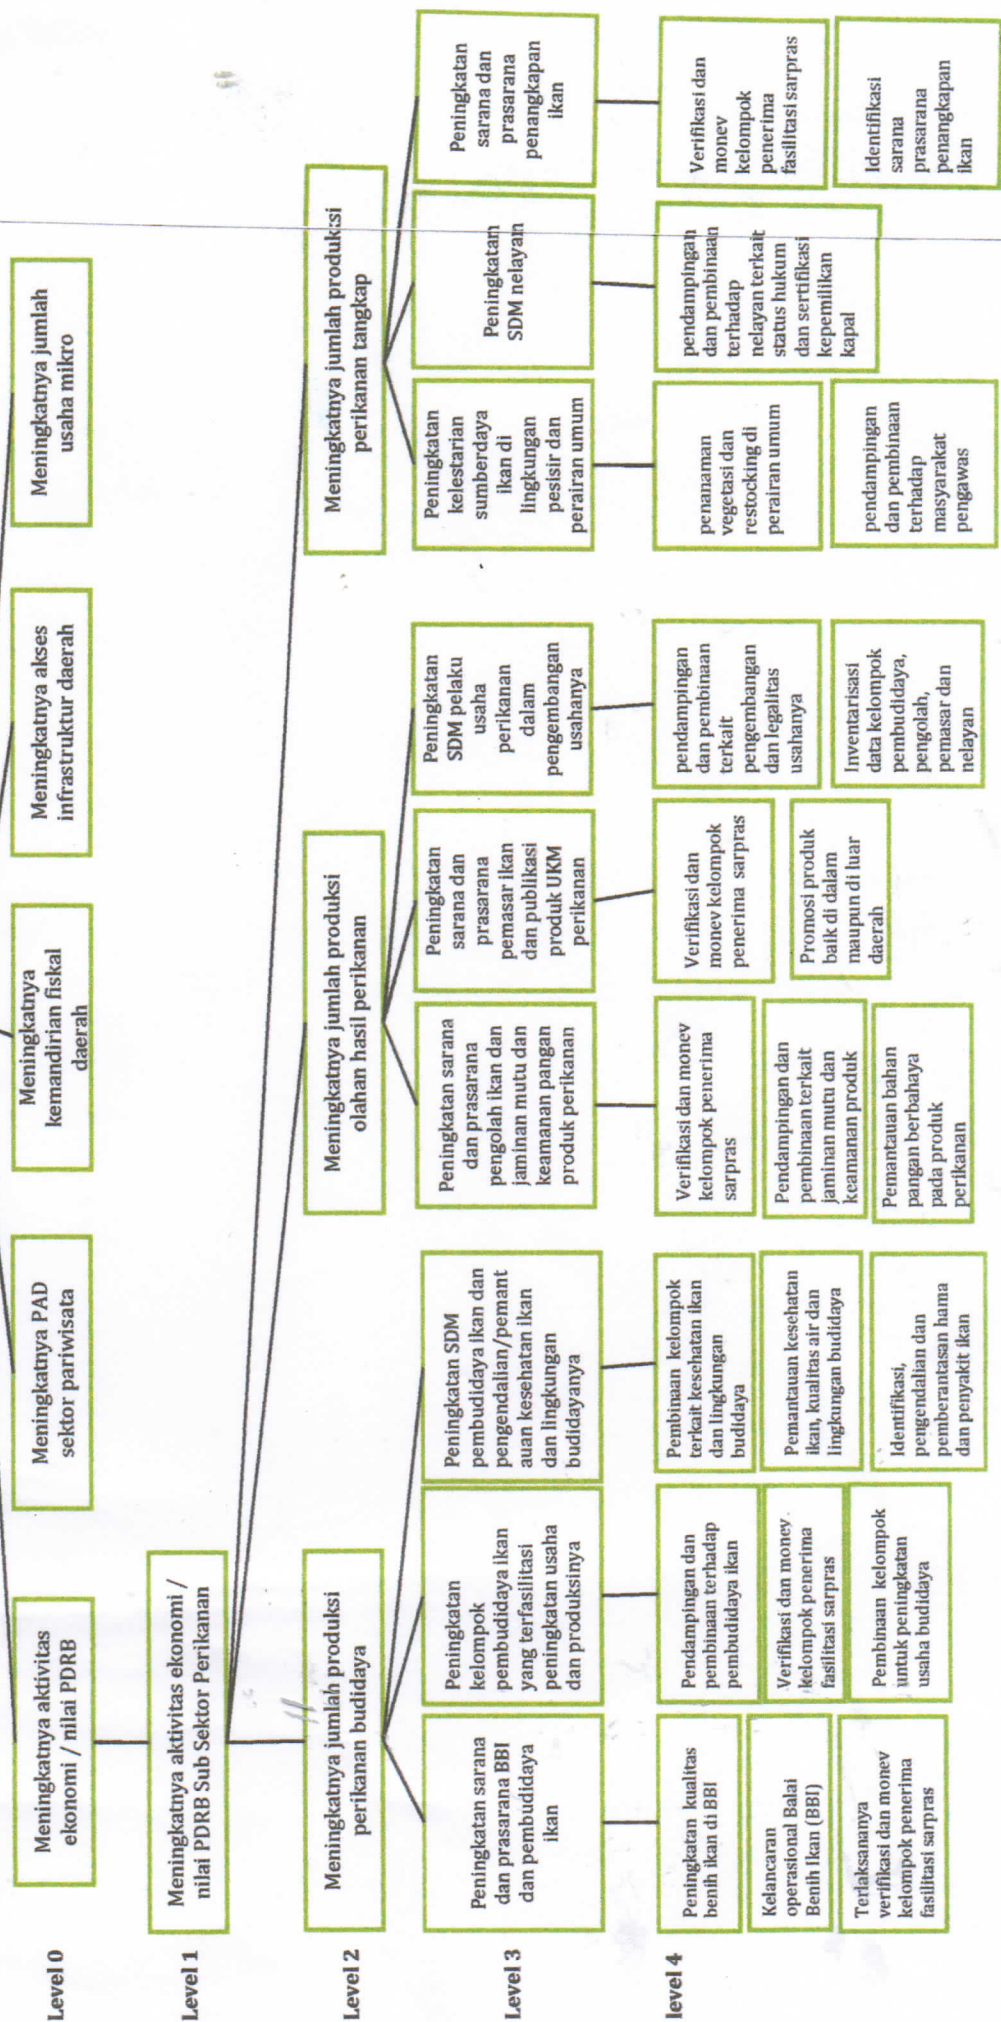 Level 0
Meningkatnya aktivitas
ekonomi / nilai PDRB
Meningkatnya PAD
sektor pariwisata
Meningkatnya
kemandirian fiskal
daerah
Meningkatnya akses
infrastruktur daerah
Meningkatnya jumlah
usaha mikro
Level 1
Meningkatnya aktivitas ekonomi /
nilai PDRB Sub Sektor Perikanan
Level 2
Meningkatnya jumlah produksi
perikanan budidaya
Meningkatnya jumlah produksi
olahan hasil perikanan
Meningkatnya jumlah produksi
perikanan tangkap
Level 3
Peningkatan sarana
dan prasarana BBI
dan pembudidaya
ikan
Peningkatan
kelompok
pembudidaya ikan
yang terfasilitasi
peningkatan usaha
dan produksinya
Peningkatan SDM
pembudidaya ikan dan
pengendalian/pemant
auan kesehatan ikan
dan lingkungan
budidayanya
Peningkatan sarana
dan prasarana
pengolah ikan dan
jaminan mutu dan
keamanan pangan
produk perikanan
Peningkatan
sarana dan
prasarana
pemasar ikan
dan publikasi
produk UKM
perikanan
Peningkatan
SDM pelaku
usaha
perikanan
dalam
pengembangan
usahanya
Peningkatan
kelestarian
sumberdaya
ikan di
lingkungan
pesisir dan
perairan umum
Peningkatan
SDM nelayan
Peningkatan
sarana dan
prasarana
penangkapan
ikan
level 4
Peningkatan kualitas
benih ikan di BBI
Kelancaran
operasional Balai
Benih Ikan (BBI)
Terlaksananya
verifikasi dan monev
kelompok penerima
fasilitasi sarpras
Pendampingan dan
pembinaan terhadap
pembudidaya ikan
Verifikasi dan monev
kelompok penerima
fasilitasi sarpras
Pembinaan kelompok
untuk peningkatan
usaha budidaya
Pembinaan kelompok
terkait kesehatan ikan
dan lingkungan
budidaya
Pemantauan kesehatan
ikan, kualitas air dan
lingkungan budidaya
Identifikasi,
pengendalian dan
pemberantasan hama
dan penyakit ikan
Verifikasi dan monev
kelompok penerima
sarpras
Pendampingan dan
pembinaan terkait
jaminan mutu dan
keamanan produk
Pemantauan bahan
pangan berbahaya
pada produk
perikanan
Verifikasi dan
monev kelompok
penerima sarpras
Promosi produk
baik di dalam
maupun di luar
daerah
pendampingan
dan pembinaan
terkait
pengembangan
dan legalitas
usahanya
Inventarisasi
data kelompok
pembudidaya,
pengolah,
pemasar dan
nelayan
penanaman
vegetasi dan
restocking di
perairan umum
pendampingan
dan pembinaan
terhadap
masyarakat
pengawas
pendampingan
dan pembinaan
terhadap
nelayan terkait
status hukum
dan sertifikasi
kepemilikan
kapal
Verifikasi dan
monev
kelompok
penerima
fasilitasi sarpras
Identifikasi
sarana
prasarana
penangkapan
ikan